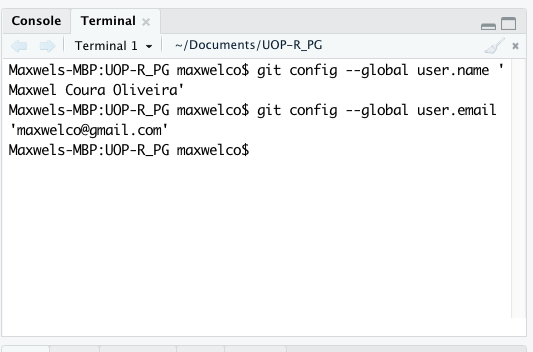 Console Terminal
Terminal 1 ~/Documents/UOP-R_PG
Maxwels-MBP:UOP-R_PG maxwelco$ git config --global user.name '
Maxwel Coura Oliveira'
Maxwels-MBP:UOP-R_PG maxwelco$ git config --global user.email
'maxwelco@gmail.com'
Maxwels-MBP:UOP-R_PG maxwelco$